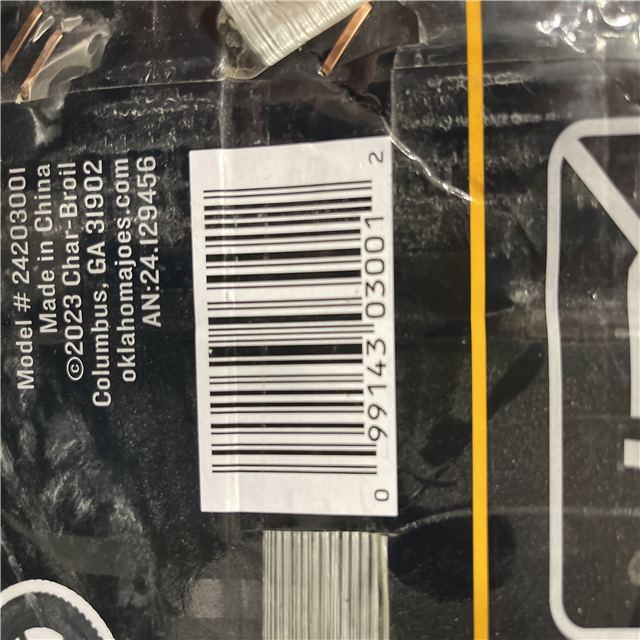 Model # 24203001
Made in China
©2023 Char-Broil
Columbus, GA 31902
oklahomajoes.com
AN:24.129456
0 99143 03001 2